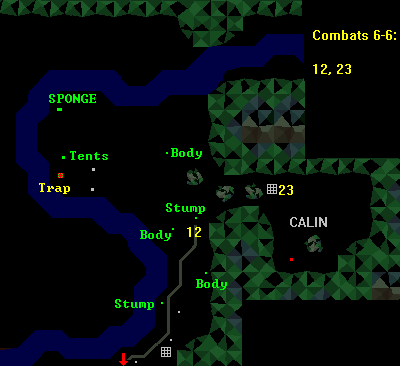 Combats 6-6:
12, 23
SPONGE
Body
Tents
Trap
23
Stump
CALIN
Body
12
Body
Stump